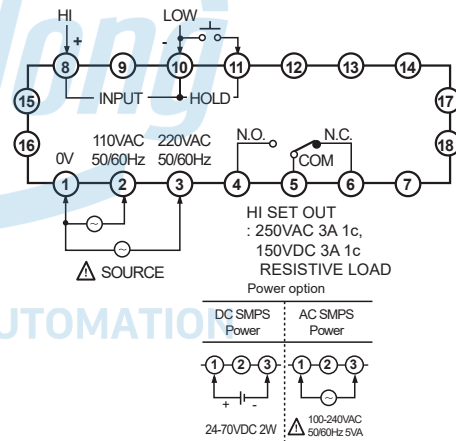 HI
LOW
+
-
8
9
10
11
12
13
14
INPUT
HOLD
15
17
16
18
0V
110VAC
50/60Hz
220VAC
50/60Hz
N.O.
N.C.
COM
1
2
3
4
5
6
7
SOURCE
HI SET OUT
: 250VAC 3A 1c,
150VDC 3A 1c
RESISTIVE LOAD
Power option
DC SMPS
Power
AC SMPS
Power
1 2 3
1 2 3
+ -
24-70VDC 2W
100-240VAC
50/60Hz 5VA
AUTOMATION